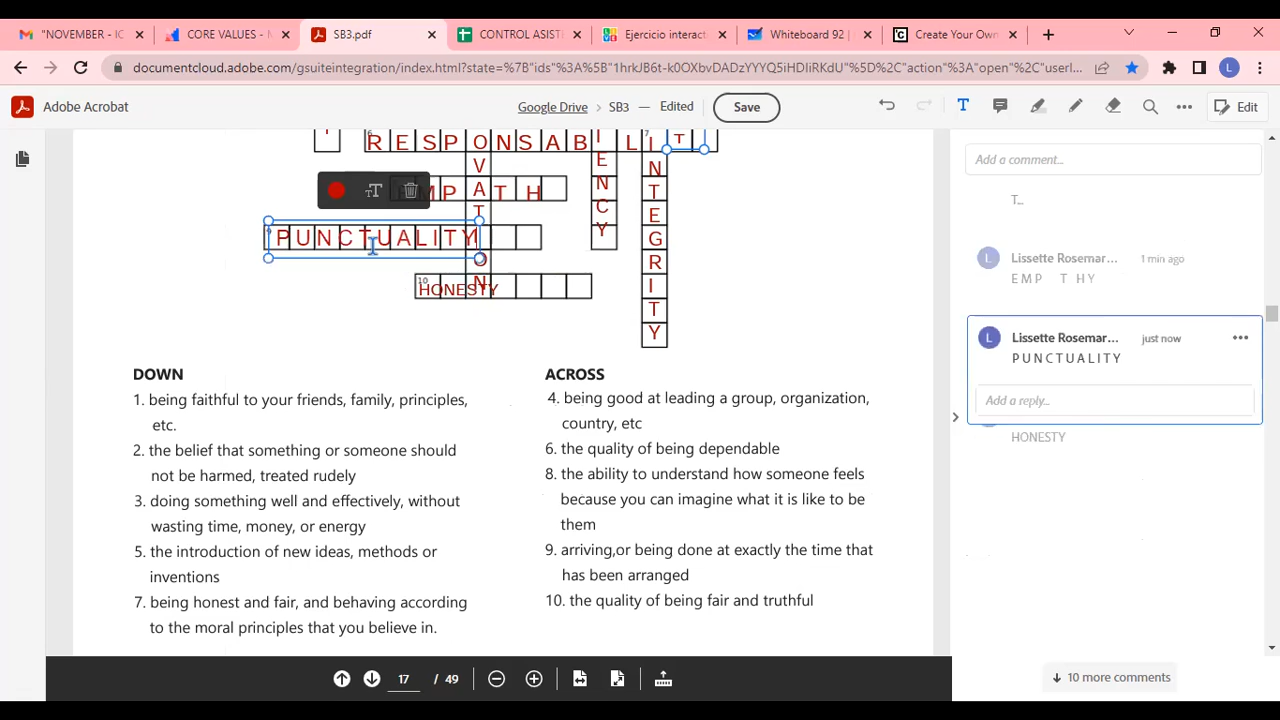 "NOVEMBER - IC
CORE VALUES - M
SB3.pdf
CONTROL ASIST
Ejercicio interact
Whiteboard 92 |
Create Your Own
documentcloud.adobe.com/gsuiteintegration/index.html?state=%7B"ids"%3A%5B"1hrkJB6t-k0OXbvDADzYYYQ5iHDIiRKdU"%5D%2C"action"%3A"open"%2C"userI...
L
Adobe Acrobat
Google Drive > SB3 — Edited
Save
Edit
6 RESPONSABILIT
7 INTEGRITY
OVATION
IENCY
EMPATH
9 PUNCTUALITY
10 HONESTY
DOWN
1. being faithful to your friends, family, principles,
etc.
2. the belief that something or someone should
not be harmed, treated rudely
3. doing something well and effectively, without
wasting time, money, or energy
5. the introduction of new ideas, methods or
inventions
7. being honest and fair, and behaving according
to the moral principles that you believe in.
ACROSS
4. being good at leading a group, organization,
country, etc
6. the quality of being dependable
8. the ability to understand how someone feels
because you can imagine what it is like to be
them
9. arriving,or being done at exactly the time that
has been arranged
10. the quality of being fair and truthful
Add a comment...
T...
L Lissette Rosemar... 1 min ago
EMP T HY
L Lissette Rosemar... just now
PUNCTUALITY
Add a reply...
HONESTY
10 more comments
17 / 49